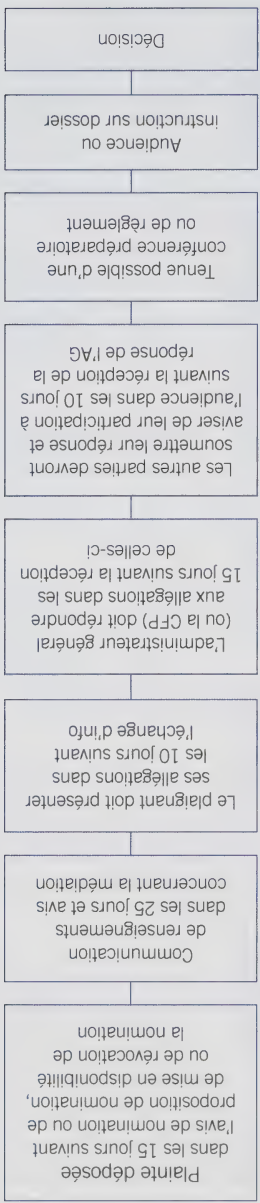 Plainte déposée
dans les 15 jours suivant
l'avis de nomination ou de
proposition de nomination,
de mise en disponibilité
ou de révocation de
la nomination
Communication
de renseignements
dans les 25 jours et avis
concernant la médiation
Le plaignant doit présenter
ses allégations dans
les 10 jours suivant
l'échange d'info
L'administrateur général
(ou la CFP) doit répondre
aux allégations dans les
15 jours suivant la réception
de celles-ci
Les autres parties devront
soumettre leur réponse et
aviser de leur participation à
l'audience dans les 10 jours
suivant la réception de la
réponse de l'AG
Tenue possible d'une
conférence préparatoire
ou de règlement
Audience ou
instruction sur dossier
Décision